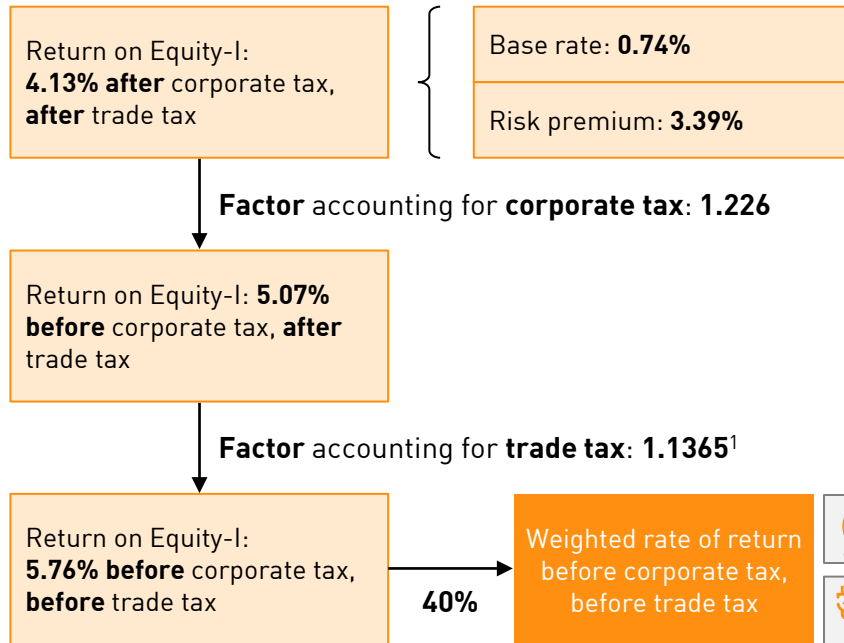 Return on Equity-I:
4.13% after corporate tax,
after trade tax
Base rate: 0.74%
Risk premium: 3.39%
Factor accounting for corporate tax: 1.226
Return on Equity-I: 5.07%
before corporate tax, after
trade tax
Factor accounting for trade tax: 1.1365¹
Return on Equity-I:
5.76% before corporate tax,
before trade tax
40%
Weighted rate of return
before corporate tax,
before trade tax